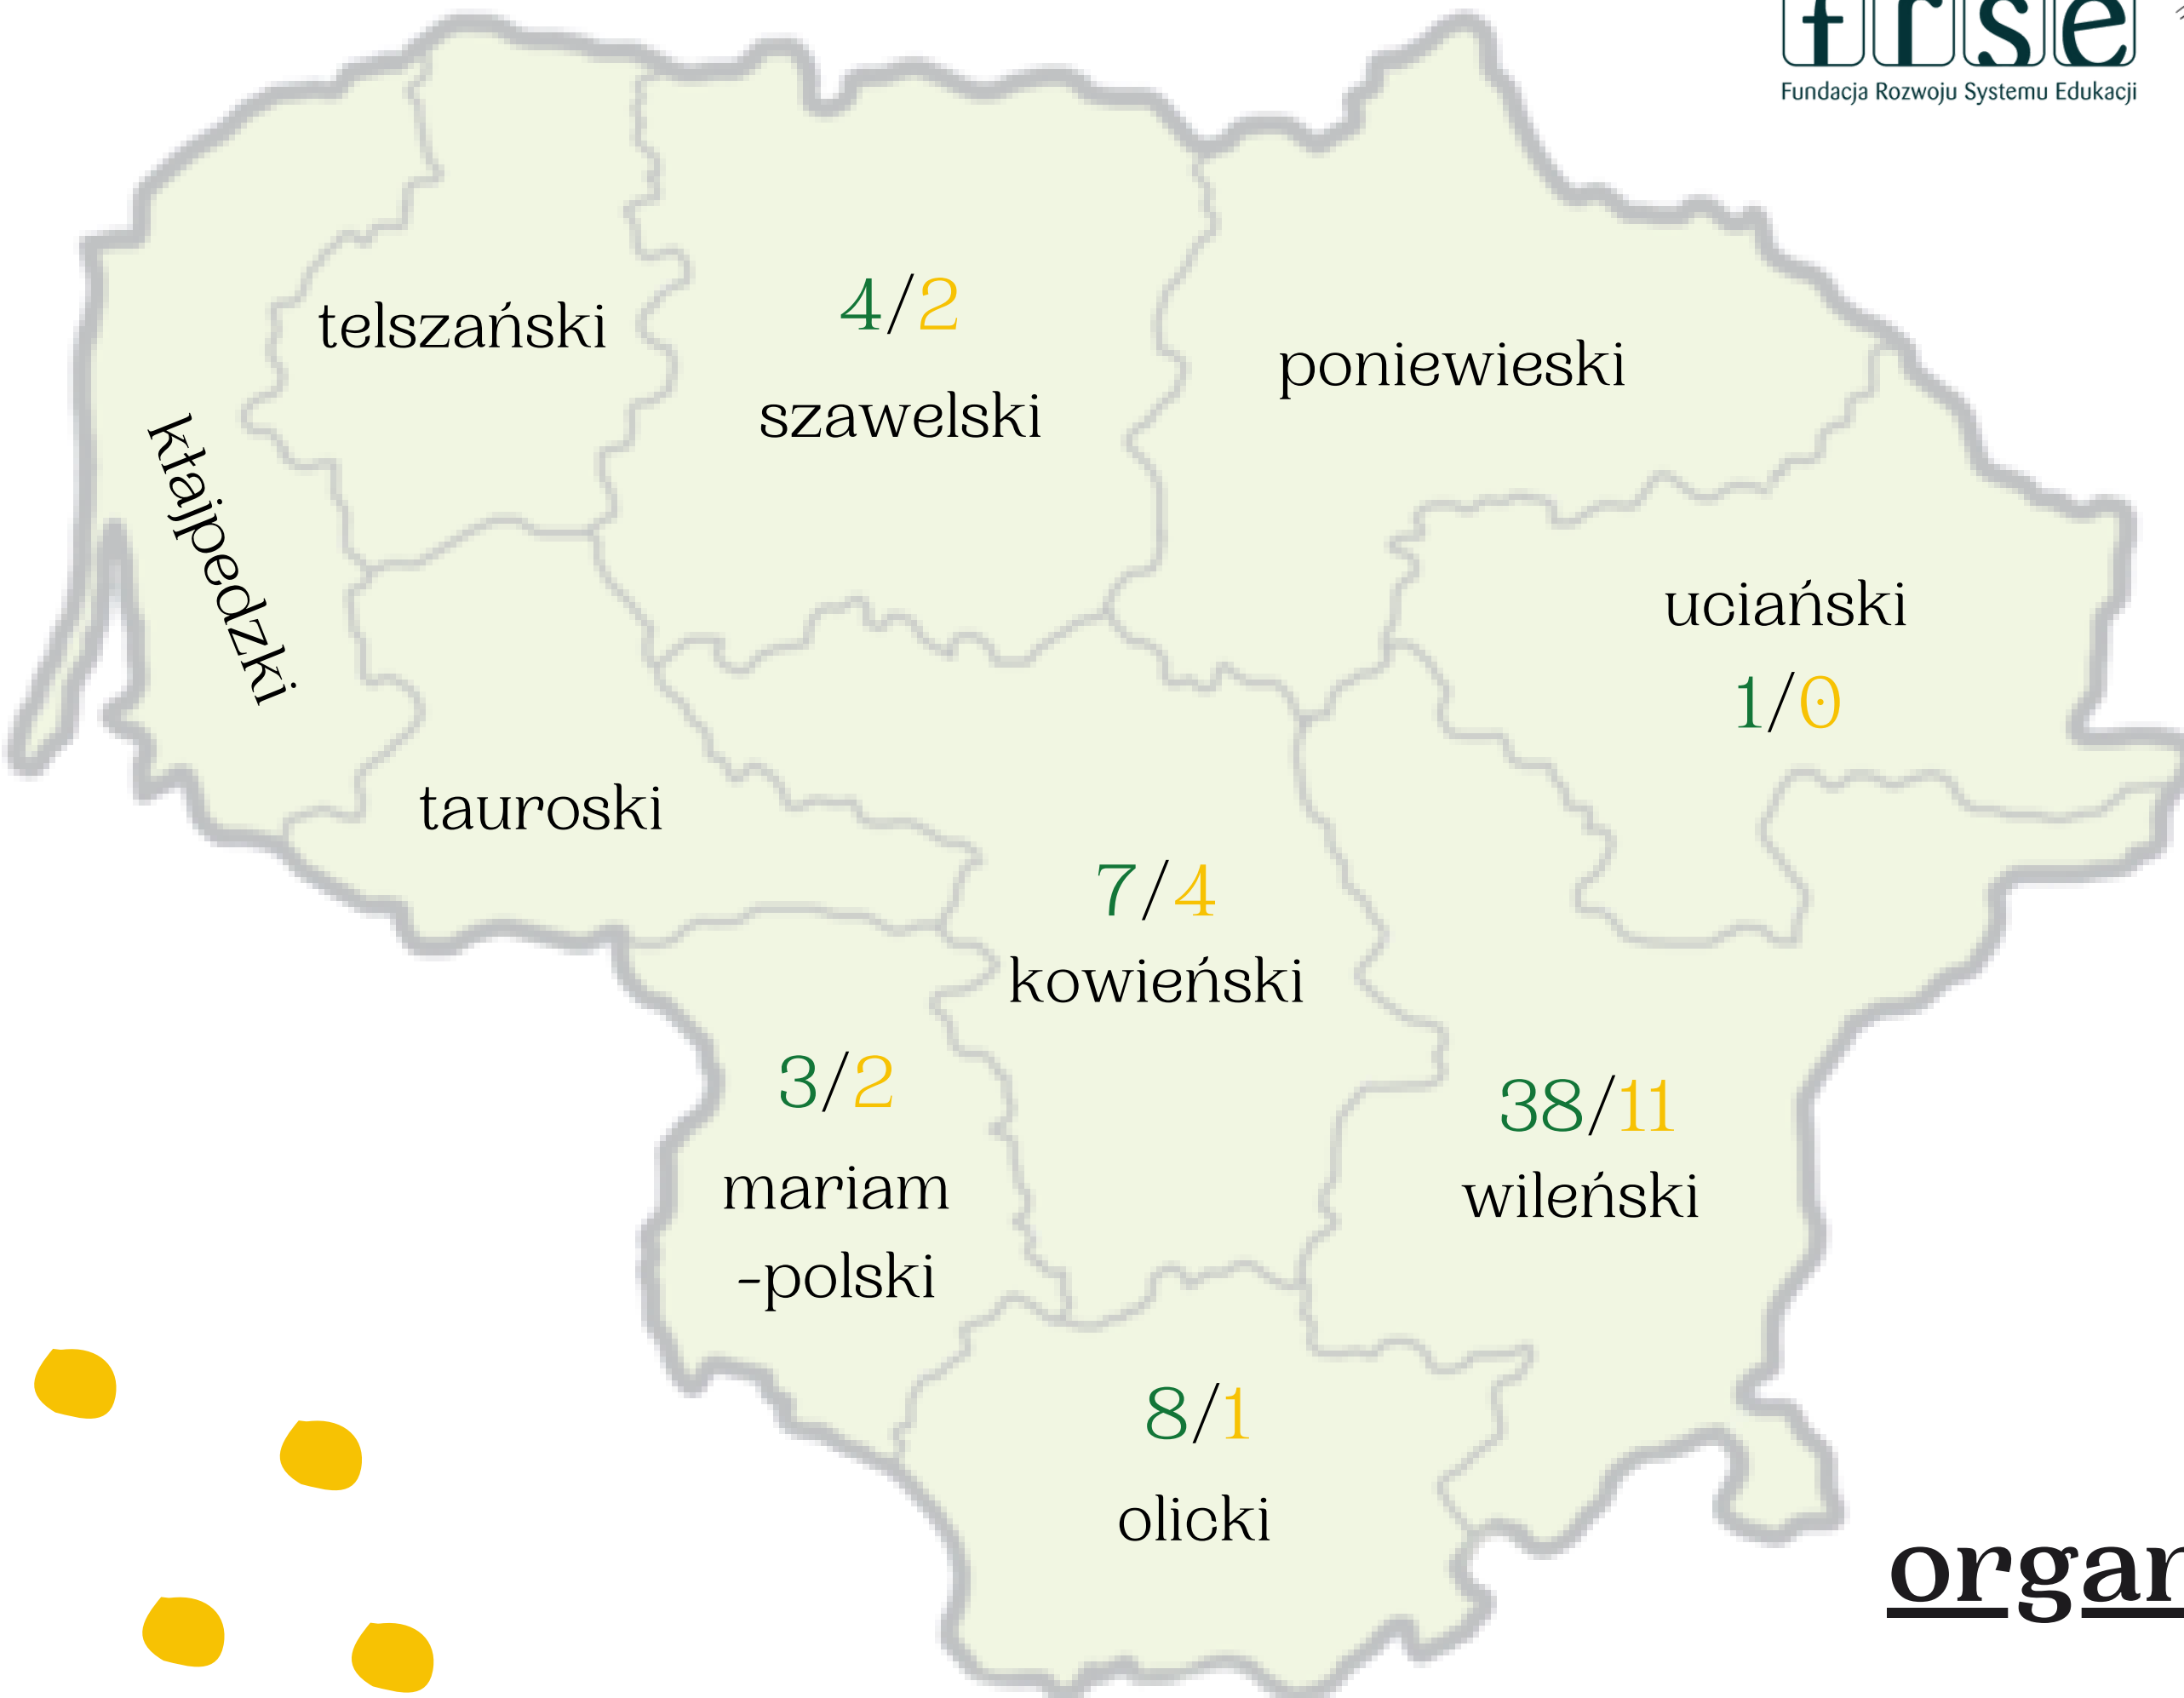 frse
Fundacja Rozwoju Systemu Edukacji
telszański
4/2
szawelski
poniewieski
kłajpedzki
uciański
1/0
tauroski
7/4
kowieński
3/2
mariam
-polski
38/11
wileński
8/1
olicki